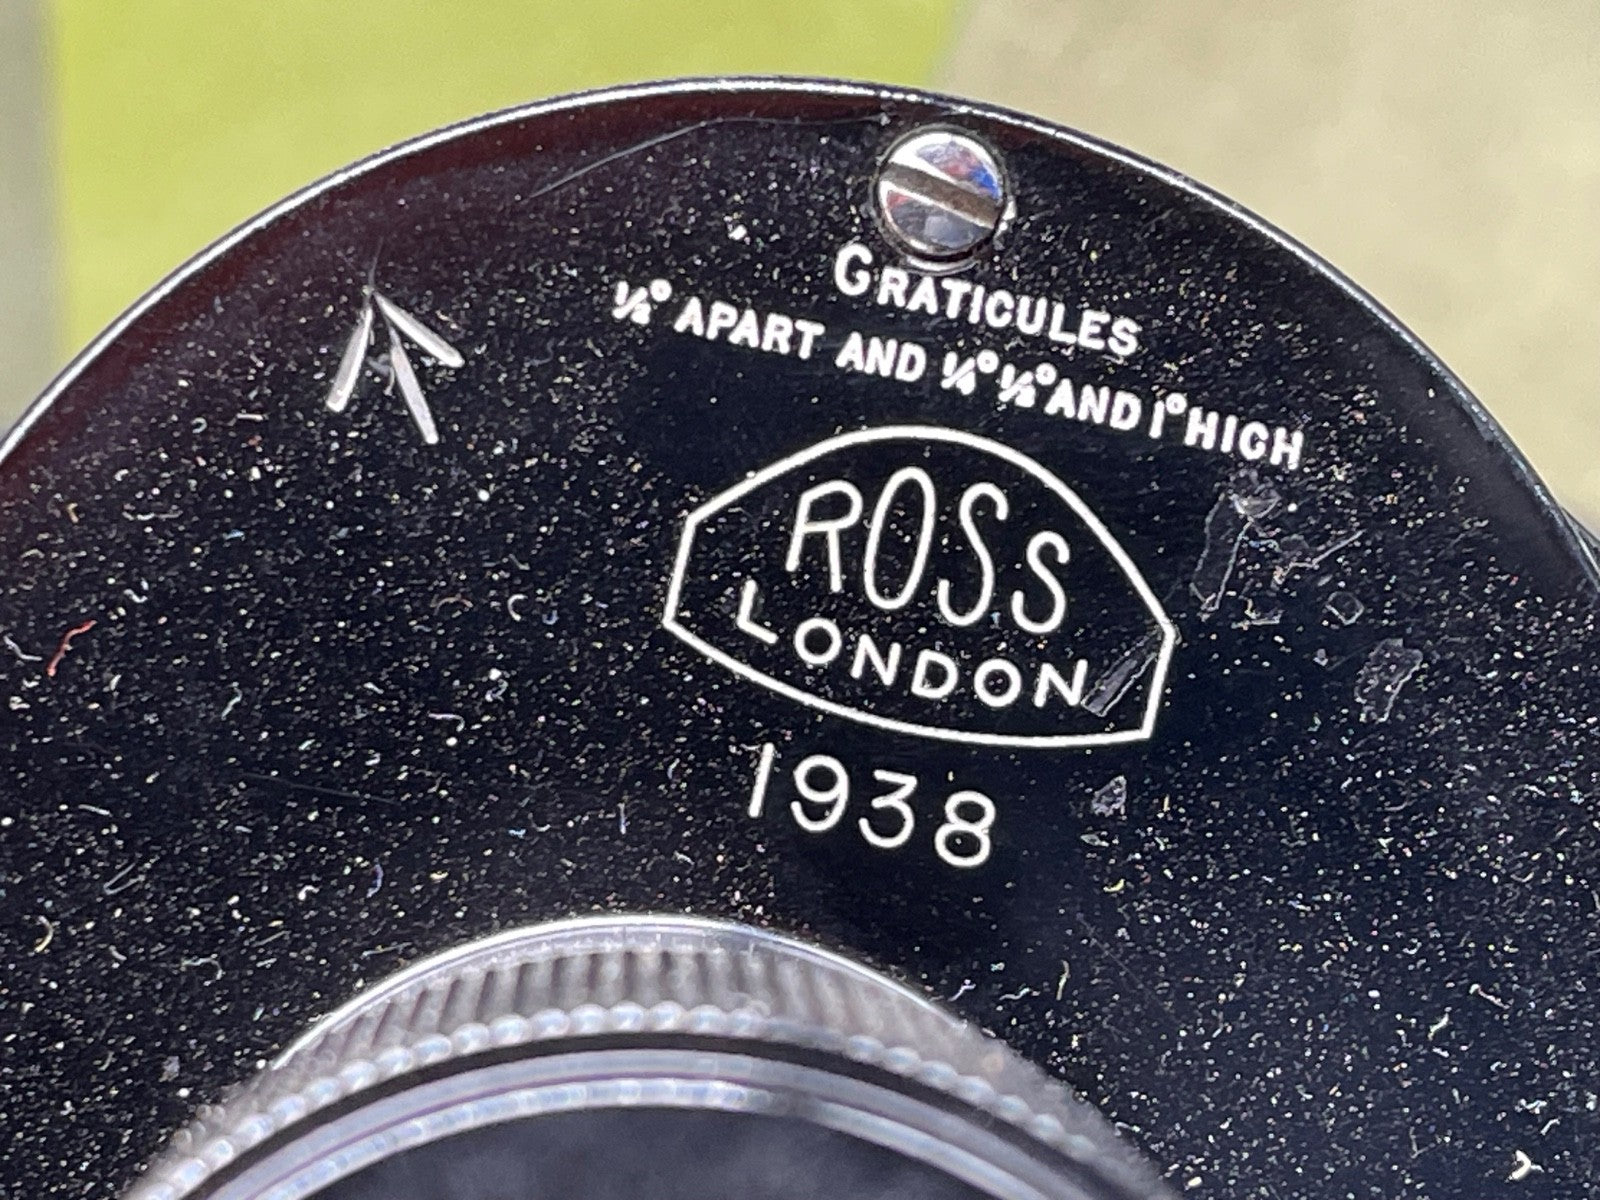 GRATICULES
½° APART AND ¼° ½° AND 1° HIGH
ROSS
LONDON
1938